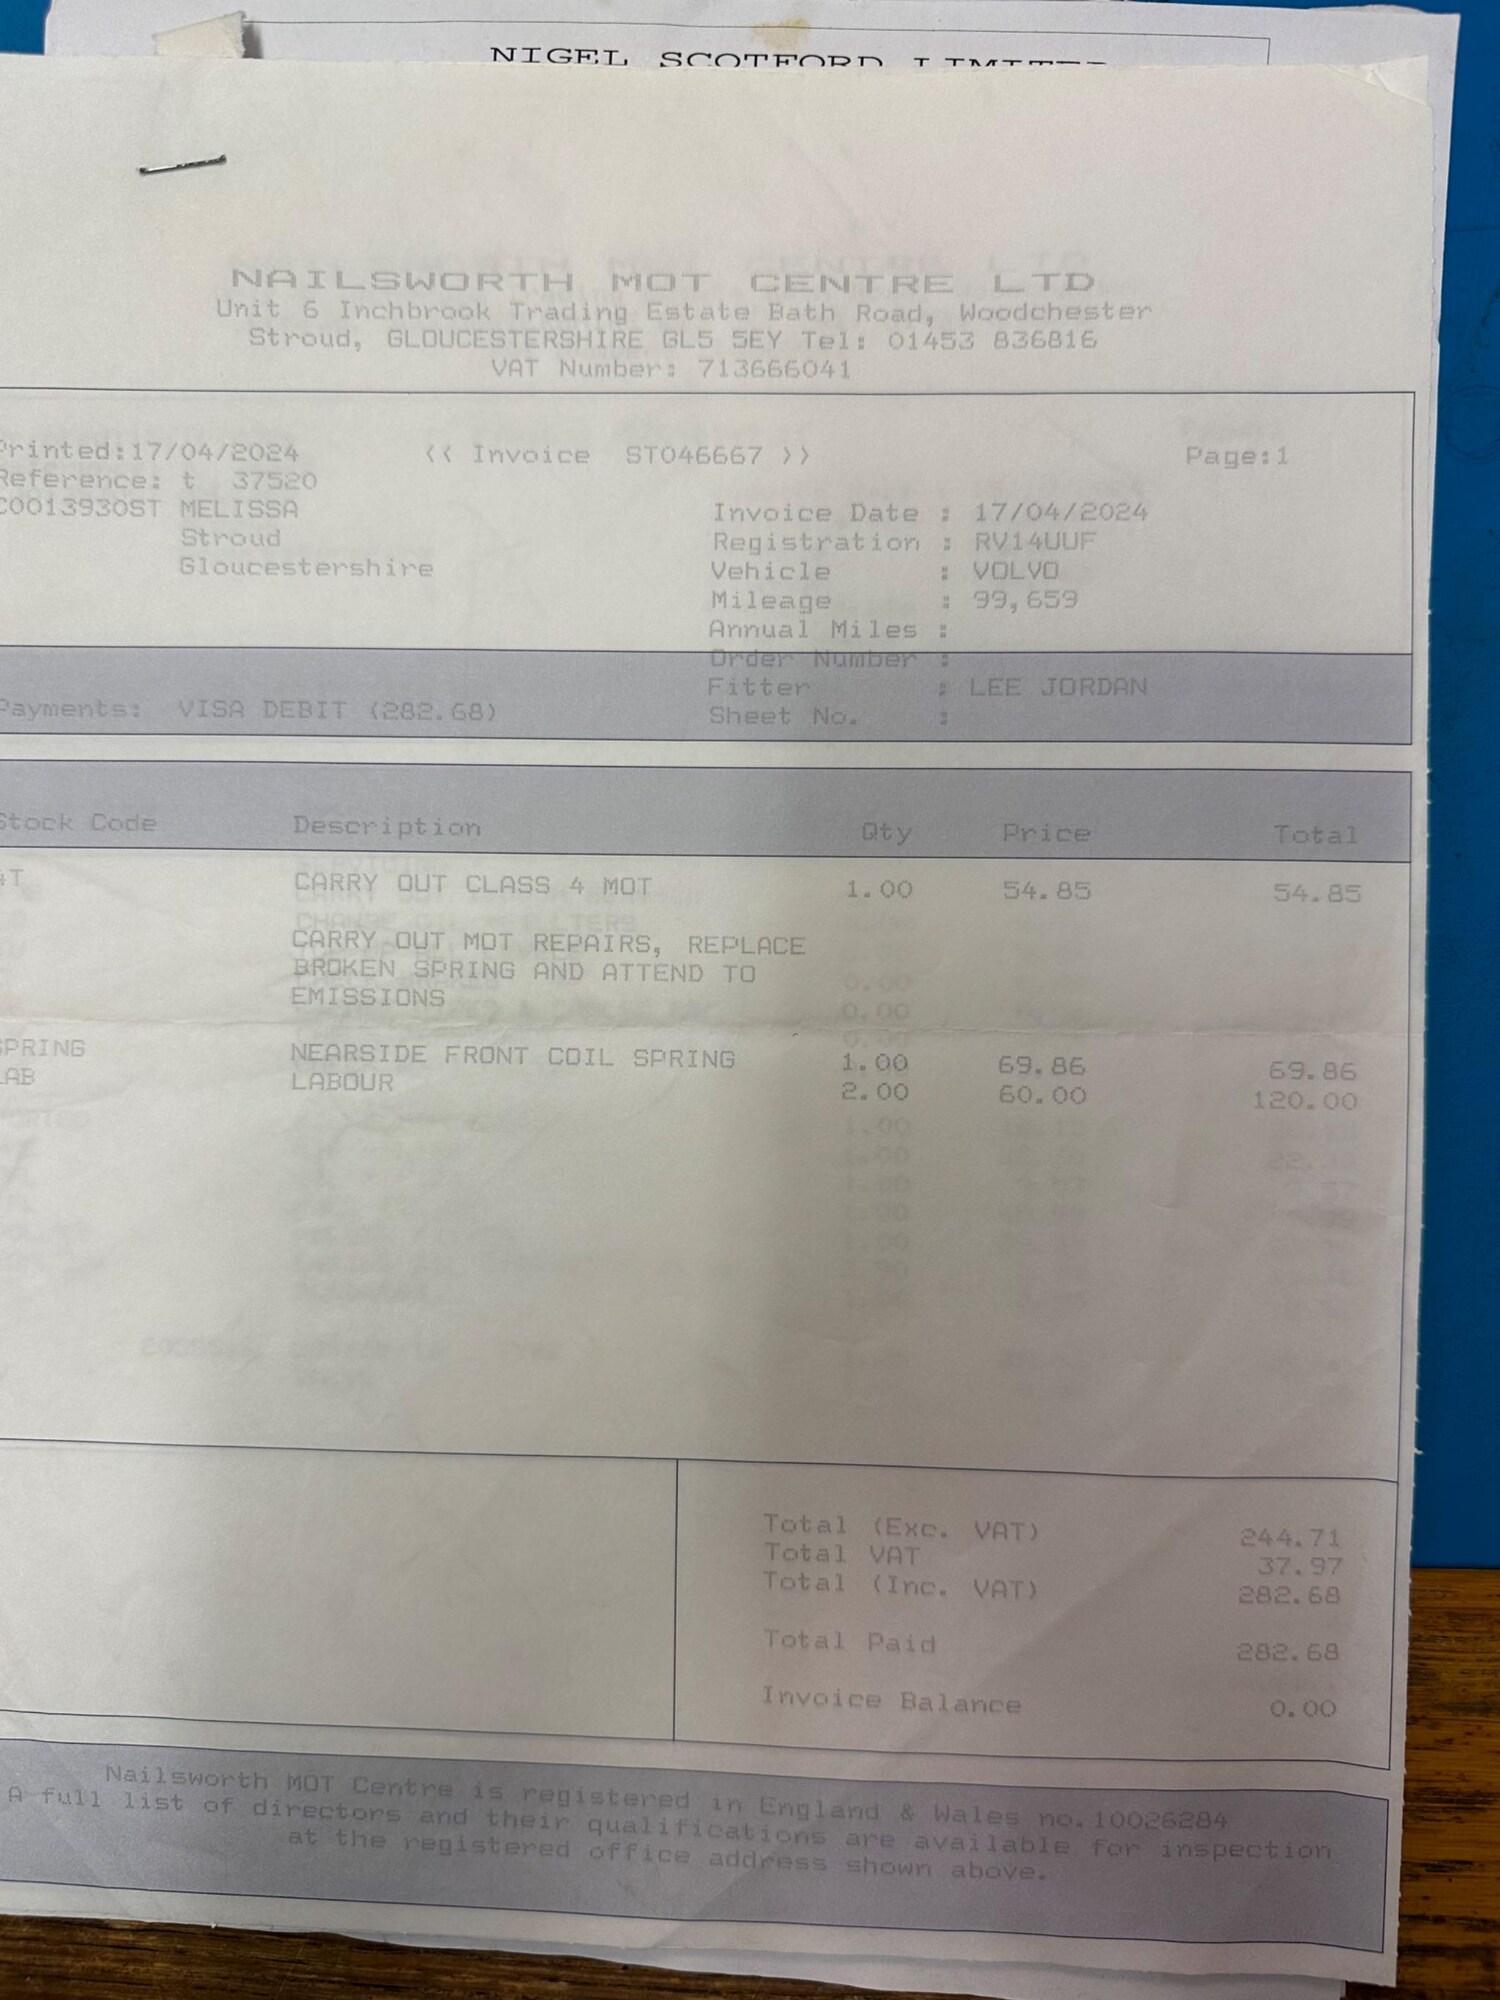 NIGEL SCOTFORD LIMITED
NAILSWORTH MOT CENTRE LTD
Unit 6 Inchbrook Trading Estate Bath Road, Woodchester
Stroud, GLOUCESTERSHIRE GL5 5EY Tel: 01453 836816
VAT Number: 713666041
Printed:17/04/2024 << Invoice ST046667 >> Page:1
Reference: t 37520
C0013930ST MELISSA Invoice Date : 17/04/2024
Stroud Registration : RV14UUF
Gloucestershire Vehicle : VOLVO
Mileage : 99,659
Annual Miles :
Order Number :
Fitter : LEE JORDAN
Payments: VISA DEBIT (282.68) Sheet No. :
Stock Code Description Qty Price Total
4T CARRY OUT CLASS 4 MOT 1.00 54.85 54.85
CARRY OUT MOT REPAIRS, REPLACE
BROKEN SPRING AND ATTEND TO
EMISSIONS
SPRING NEARSIDE FRONT COIL SPRING 1.00 69.86 69.86
LAB LABOUR 2.00 60.00 120.00
Total (Exc. VAT) 244.71
Total VAT 37.97
Total (Inc. VAT) 282.68
Total Paid 282.68
Invoice Balance 0.00
Nailsworth MOT Centre is registered in England & Wales no.10026284
A full list of directors and their qualifications are available for inspection
at the registered office address shown above.